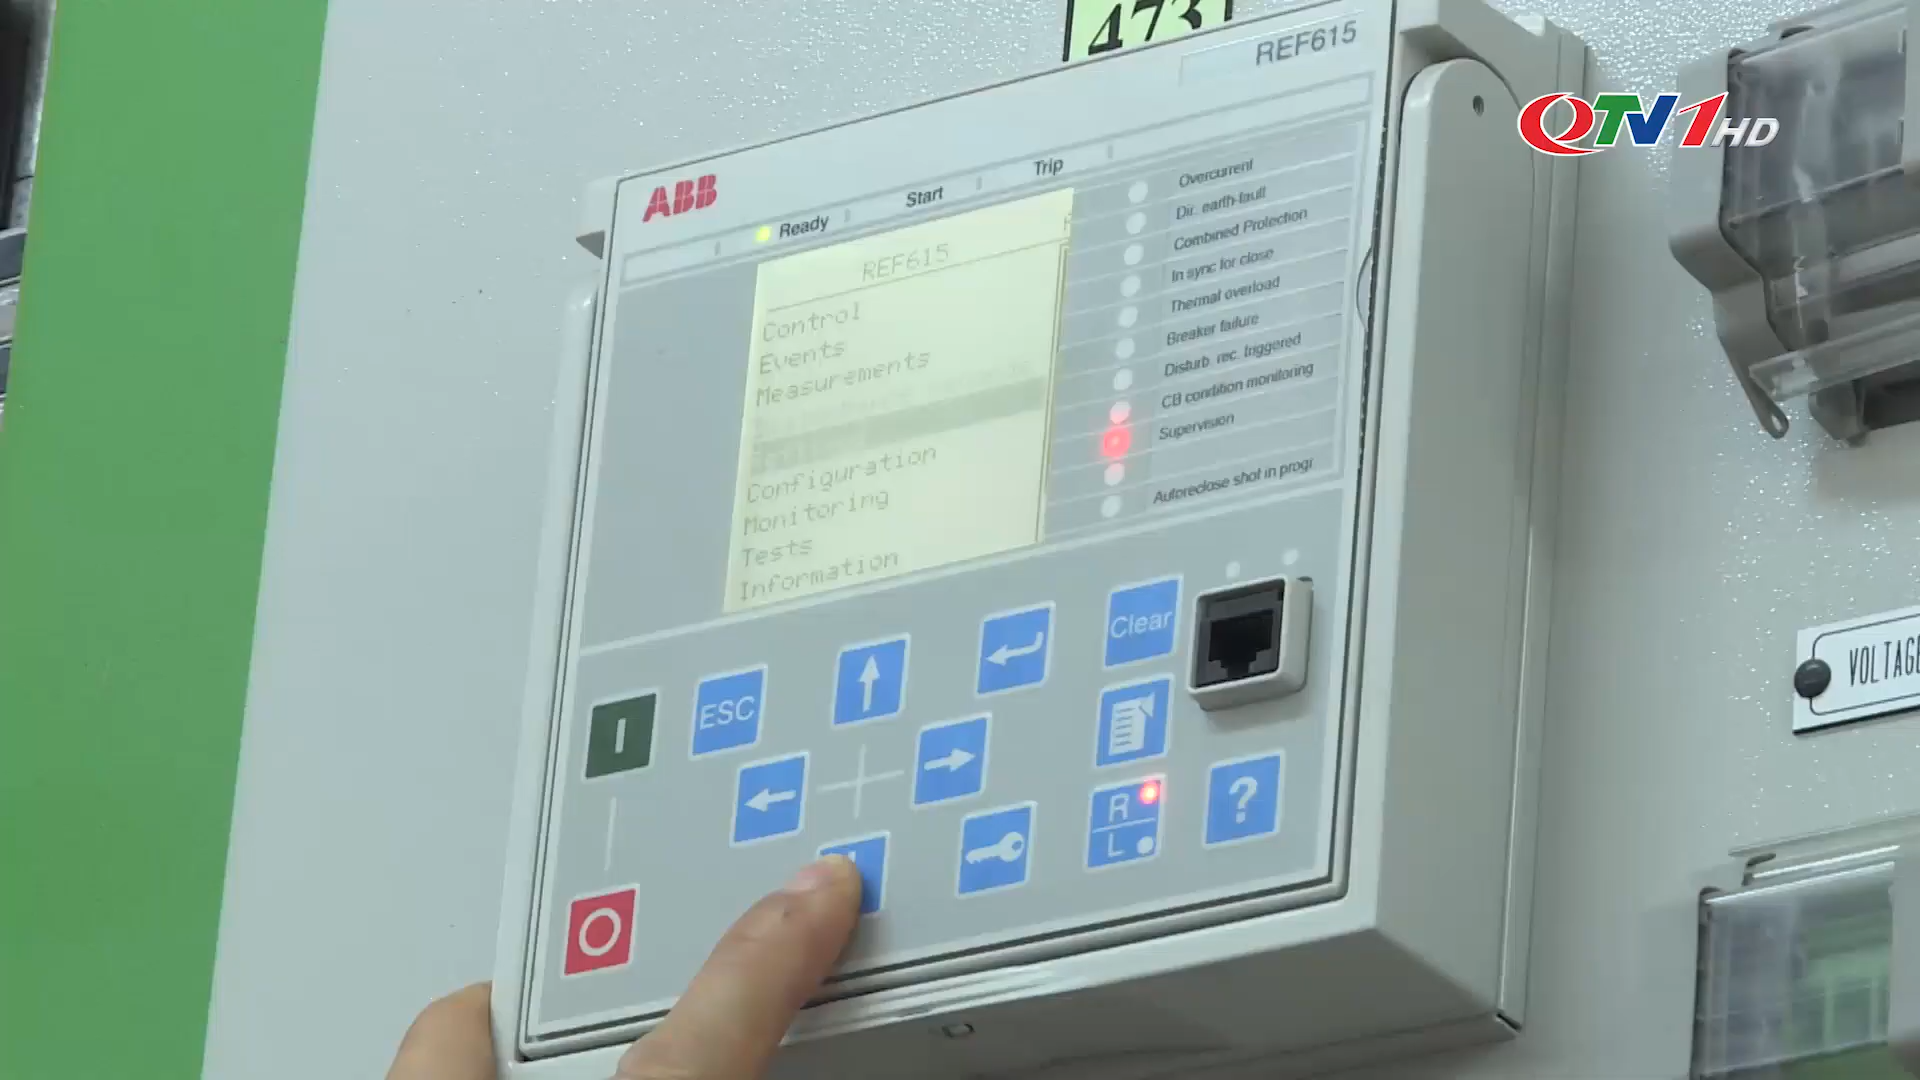 473
REF615
QTV1HD
ABB
Ready
Start
Trip
REF615
Control
Events
Measurements
Configuration
Monitoring
Tests
Information
Overcurrent
Dir. earth-fault
Combined Protection
In sync for close
Thermal overload
Breaker failure
Disturb. rec. triggered
CB condition monitoring
Supervision
Autoreclose shot in progr
ESC
Clear
I
O
R
L
?
VOLTAGE